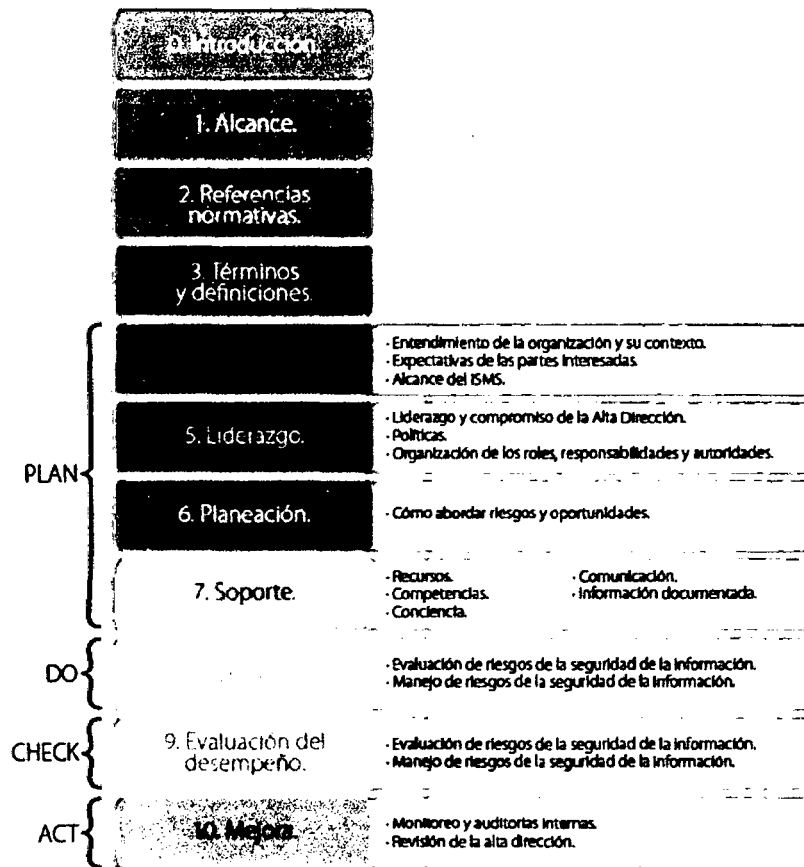 0. Introducción.
1. Alcance.
2. Referencias
normativas.
3. Términos
y definiciones.
PLAN
· Entendimiento de la organización y su contexto.
· Expectativas de las partes interesadas.
· Alcance del ISMS.
5. Liderazgo.
· Liderazgo y compromiso de la Alta Dirección.
· Políticas.
· Organización de los roles, responsabilidades y autoridades.
6. Planeación.
· Cómo abordar riesgos y oportunidades.
7. Soporte.
· Recursos.
· Competencias.
· Conciencia.
· Comunicación.
· Información documentada.
DO
· Evaluación de riesgos de la seguridad de la información.
· Manejo de riesgos de la seguridad de la información.
CHECK
9. Evaluación del
desempeño.
· Evaluación de riesgos de la seguridad de la información.
· Manejo de riesgos de la seguridad de la información.
ACT
10. Mejora.
· Monitoreo y auditorias internas.
· Revisión de la alta dirección.